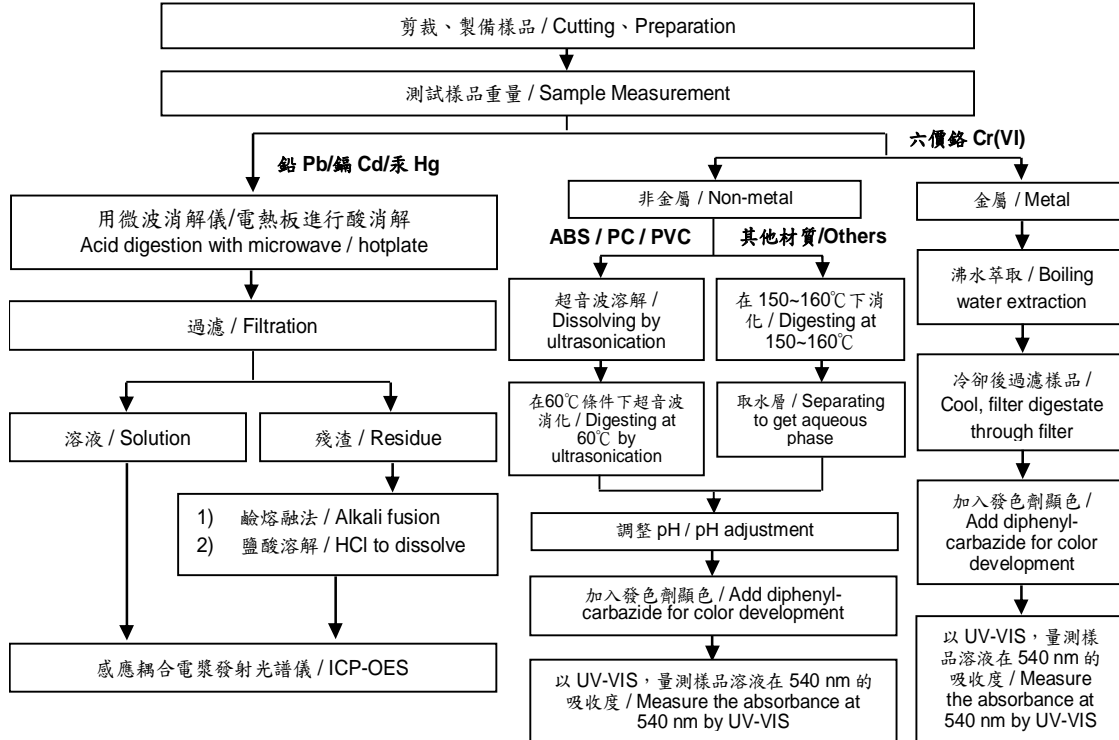 剪裁、製備樣品 / Cutting、Preparation
測試樣品重量 / Sample Measurement
鉛 Pb/鎘 Cd/汞 Hg
六價鉻 Cr(VI)
用微波消解儀/電熱板進行酸消解
Acid digestion with microwave / hotplate
過濾 / Filtration
溶液 / Solution
殘渣 / Residue
1) 鹼熔融法 / Alkali fusion
2) 鹽酸溶解 / HCl to dissolve
感應耦合電漿發射光譜儀 / ICP-OES
非金屬 / Non-metal
ABS / PC / PVC
其他材質/Others
超音波溶解 /
Dissolving by
ultrasonication
在 150~160℃下消
化 / Digesting at
150~160℃
在60℃條件下超音波
消化 / Digesting at
60℃ by
ultrasonication
取水層 / Separating
to get aqueous
phase
調整 pH / pH adjustment
加入發色劑顯色 / Add diphenyl-
carbazide for color development
以 UV-VIS，量測樣品溶液在 540 nm 的
吸收度 / Measure the absorbance at
540 nm by UV-VIS
金屬 / Metal
沸水萃取 / Boiling
water extraction
冷卻後過濾樣品 /
Cool, filter digestate
through filter
加入發色劑顯色 /
Add diphenyl-
carbazide for color
development
以 UV-VIS，量測樣
品溶液在 540 nm 的
吸收度 / Measure
the absorbance at
540 nm by UV-VIS